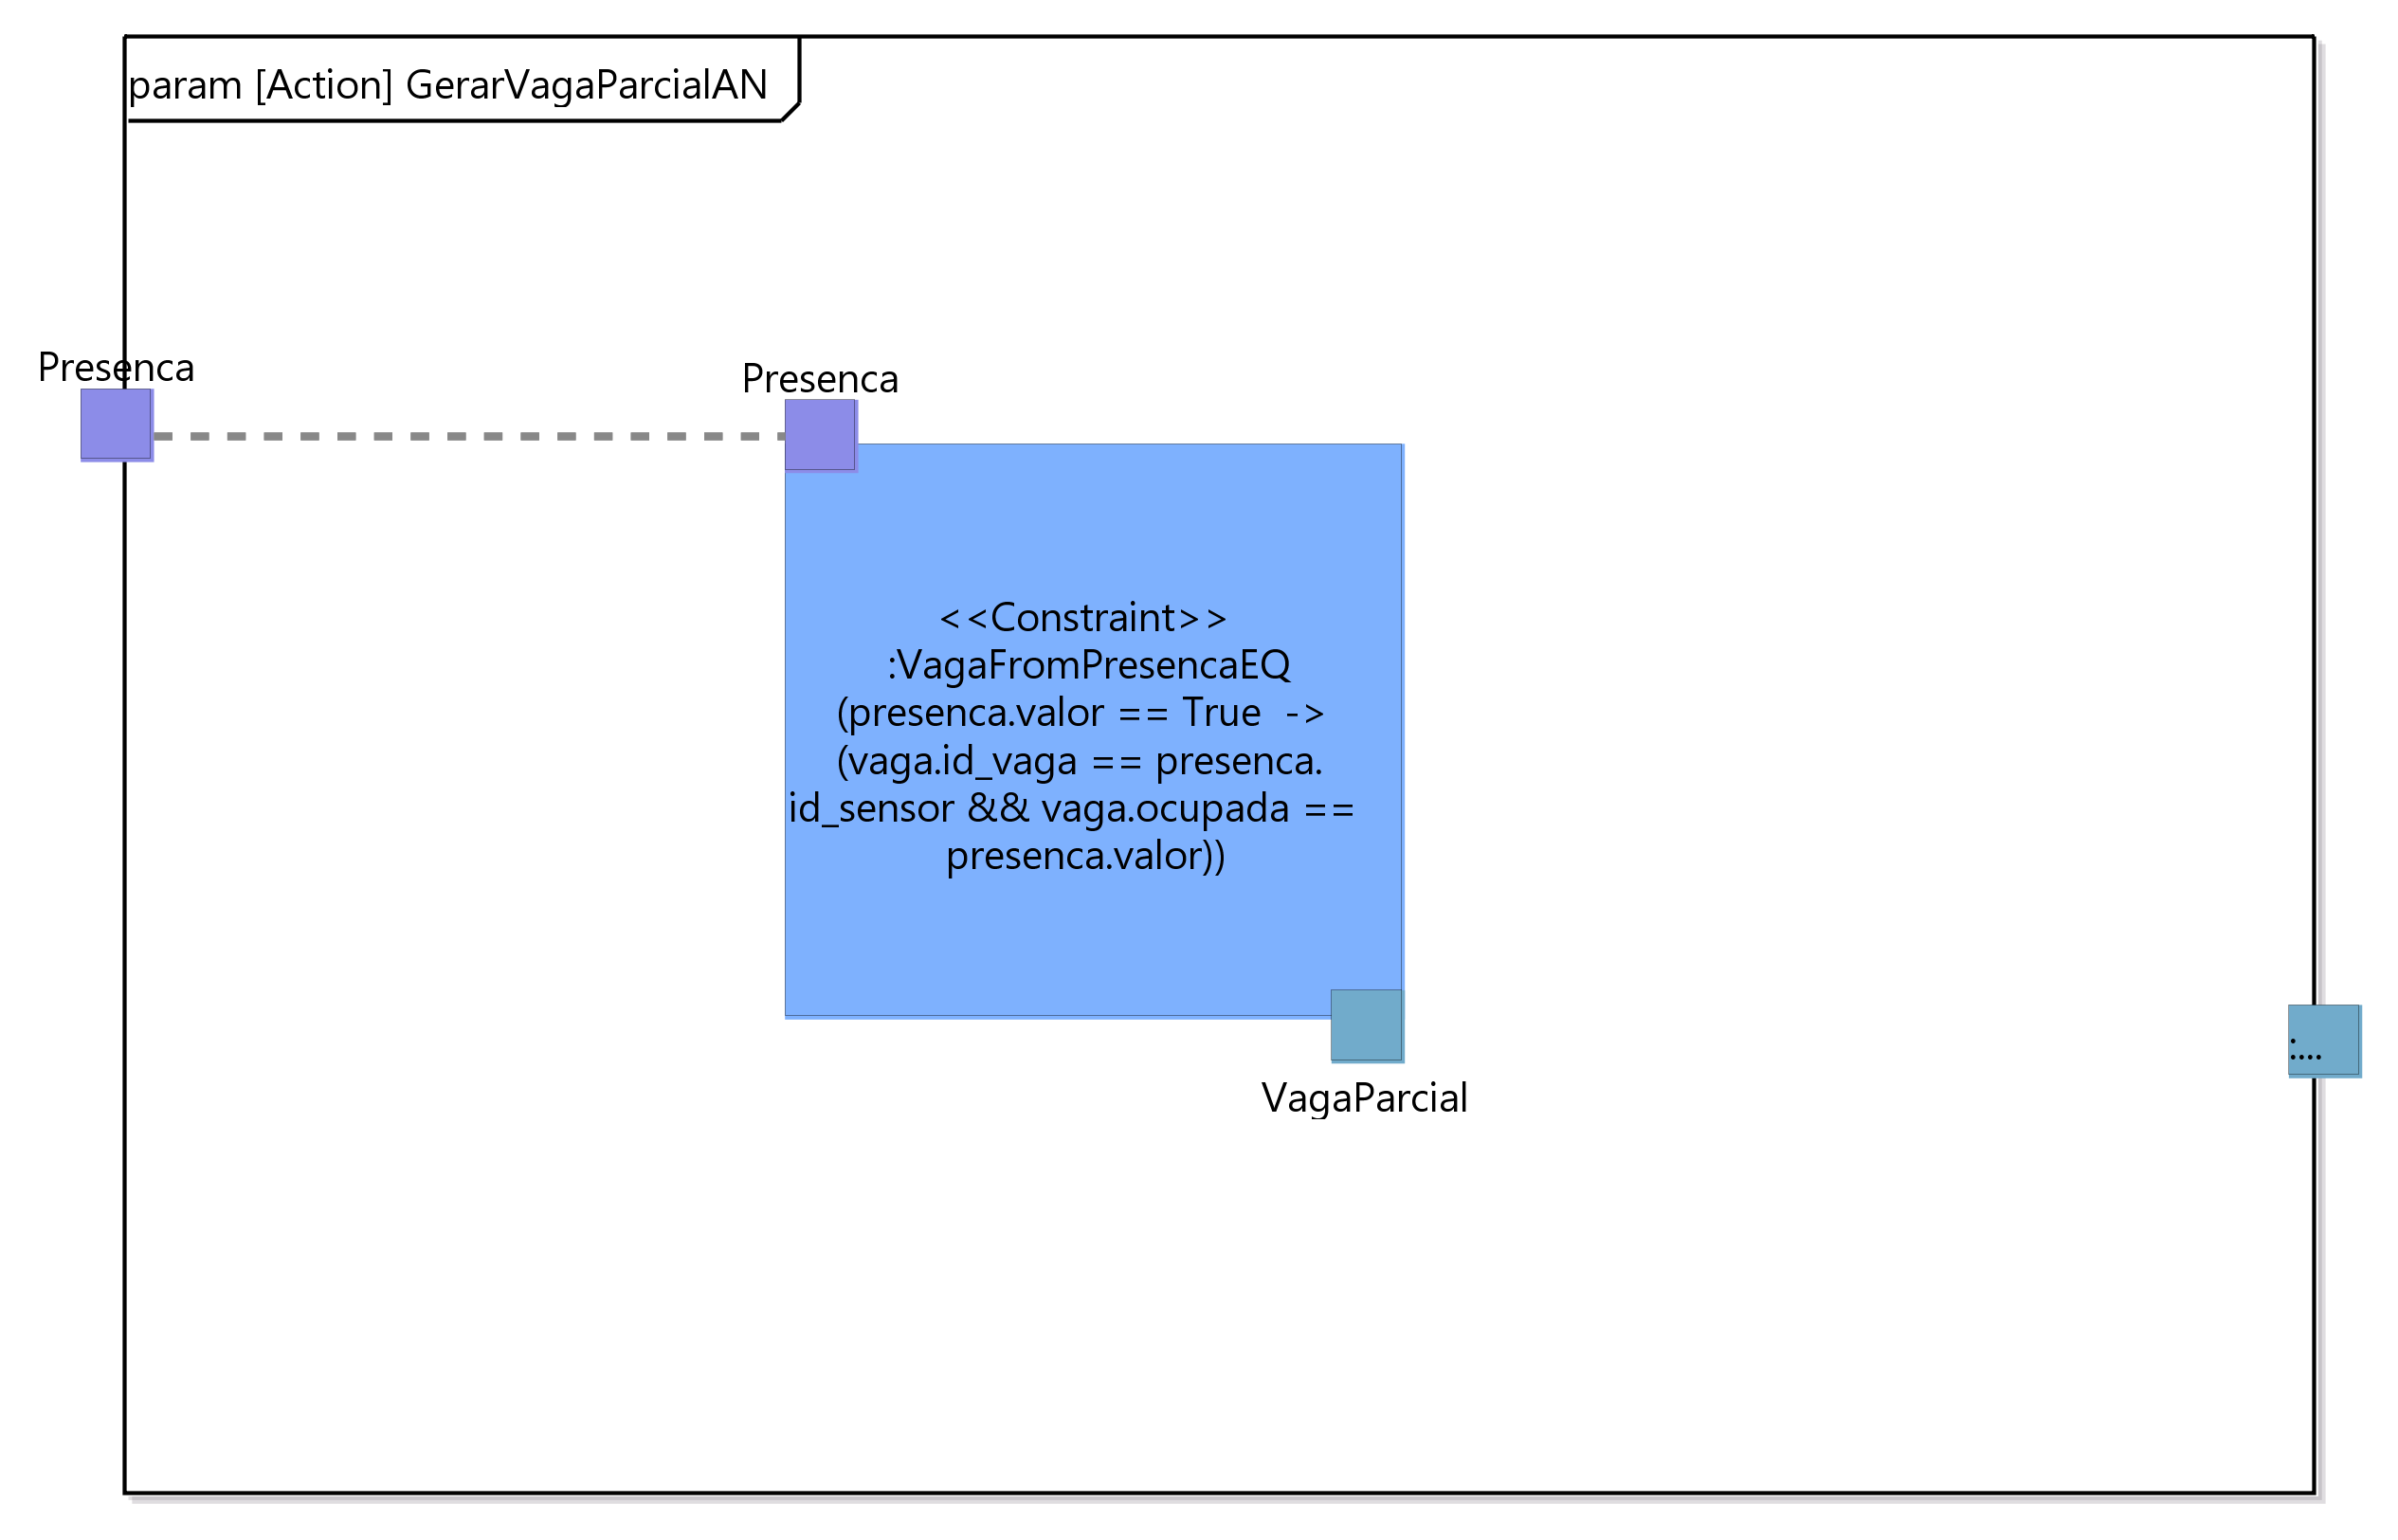 param [Action] GerarVagaParcialAN
Presenca
Presenca
<<Constraint>>
:VagaFromPresencaEQ
(presenca.valor == True  ->
(vaga.id_vaga == presenca.
id_sensor && vaga.ocupada ==
presenca.valor))
:....
VagaParcial